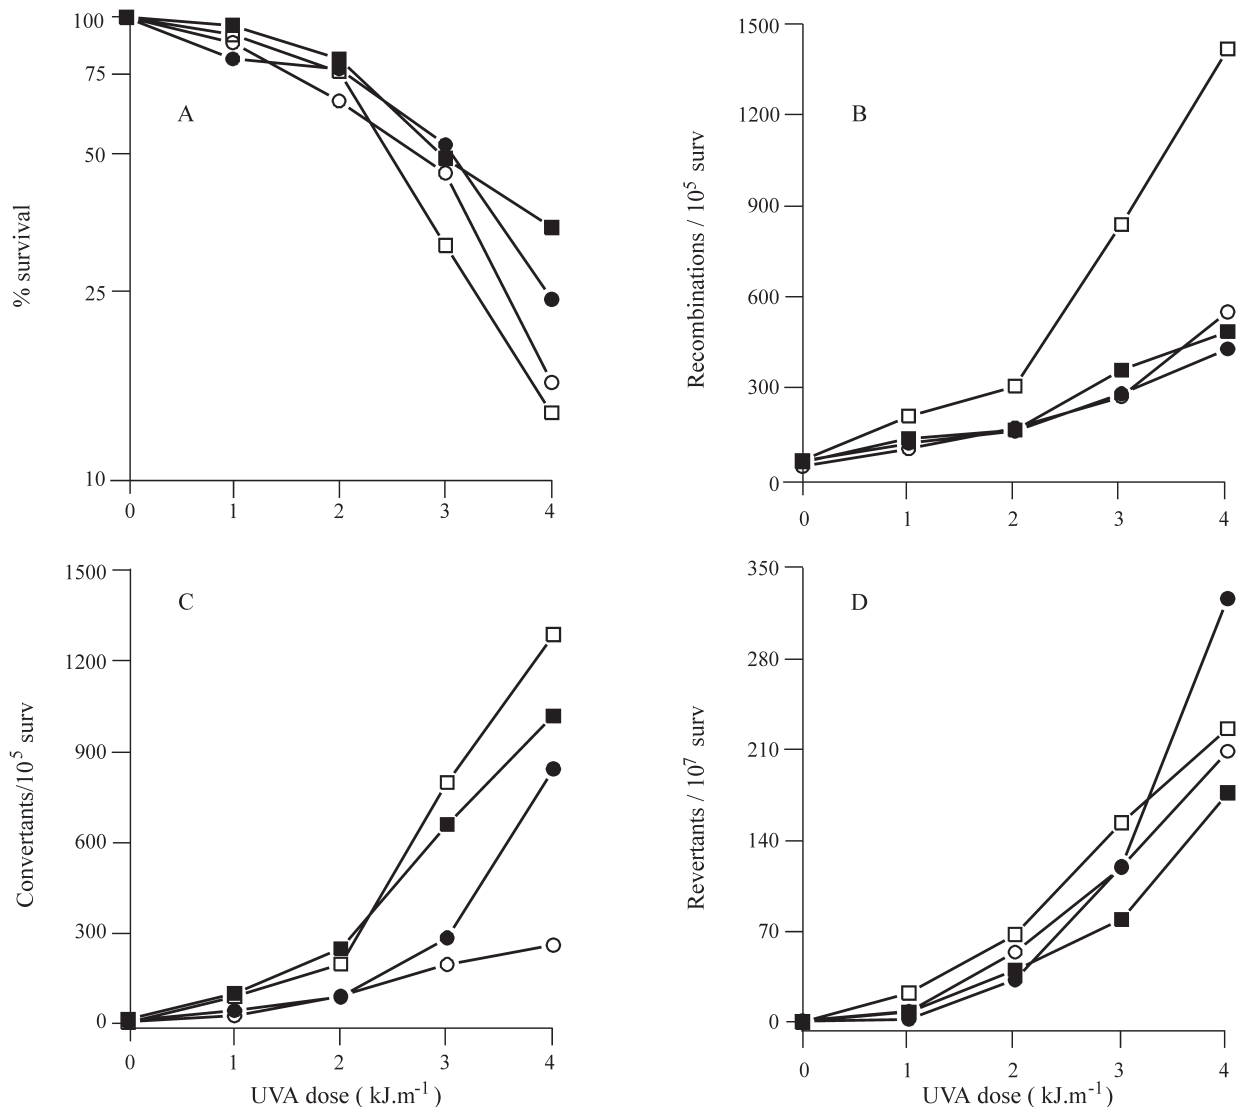 100
75
50
25
10
% survival
A
0 1 2 3 4
1500
1200
900
600
300
0
Recombinations / 10⁵ surv
B
0 1 2 3 4
1500
1200
900
600
300
0
Convertants/10⁵ surv
C
0 1 2 3 4
UVA dose ( kJ.m⁻¹ )
350
280
210
140
70
0
Revertants / 10⁷ surv
D
0 1 2 3 4
UVA dose ( kJ.m⁻¹ )